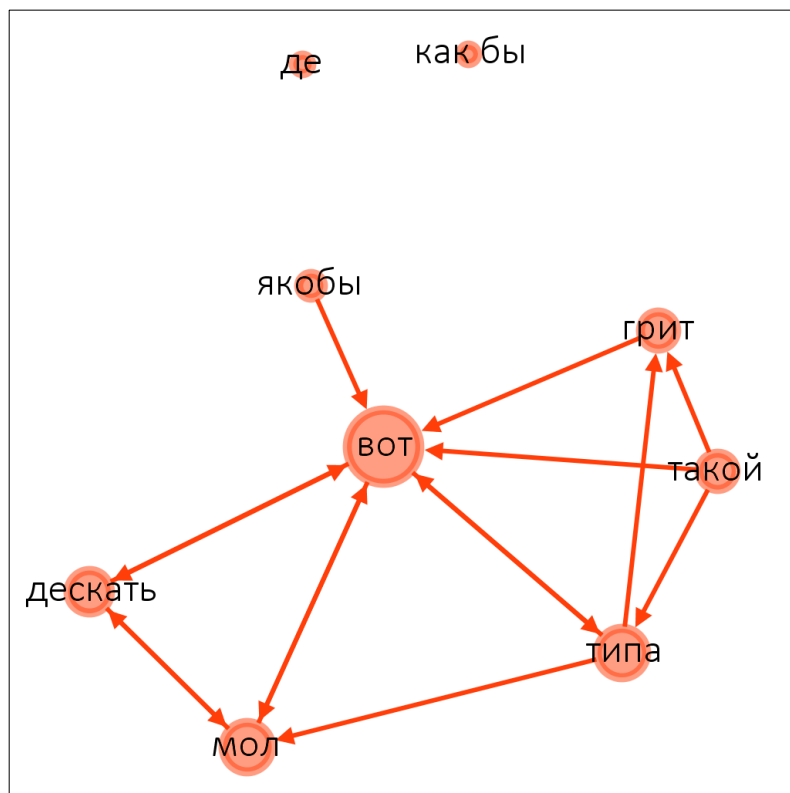 де
как бы
якобы
грит
вот
такой
дескать
типа
мол